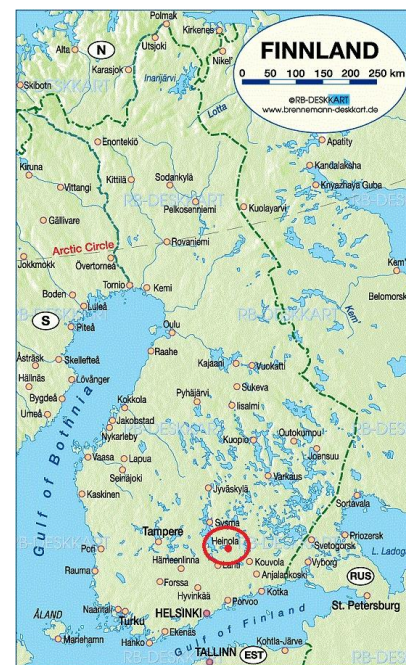 Polmak
Kirkenes
Utsjoki
Alta
N
Nikel'
Karasjok
Inarijärvi
Skibotn
FINNLAND
0 50 100 150 200 250 km
©RB-DESKKART
www.brennemann-deskkart.de
Lotta
Enontekiö
Apatity
Kandalaksha
Kiruna
Vittangi
Kittilä
Sodankylä
Knyazhaya Guba
RB-DESKKART
Pelkosenniemi
Kuolayarvi
Gällivare
Arctic Circle
Rovaniemi
Jokkmokk
Övertorneå
Kem'
Tornio
Kemi
Boden
Luleå
Belomorsk
Kem'
S
Piteå
Oulu
Raahe
Åsträsk
Skellefteå
Kajaani
Vuokatti
Hällnäs
Lövånger
Sukeva
Bygdeå
Pyhäjärvi
Iisalmi
Umeå
Kokkola
Jakobstad
Nykarleby
Kuopio
Outokumpu
Vaasa
Lapua
Joensuu
Seinäjoki
Varkaus
Kaskinen
Jyväskylä
Gulf of Bothnia
Sortavala
Sysmä
Tampere
Heinola
Priozersk
Pori
Svetogorsk
L. Ladoga
Hämeenlinna
Kouvola
Vyborg
Rauma
Anjalankoski
Forssa
RUS
Hyvinkää
Kotka
ÅLAND
Naantali
Porvoo
St. Petersburg
Turku
HELSINKI
Mariehamn
Ekenäs
Gulf of Finland
Hanko
Kohtla-Järve
TALLINN
EST